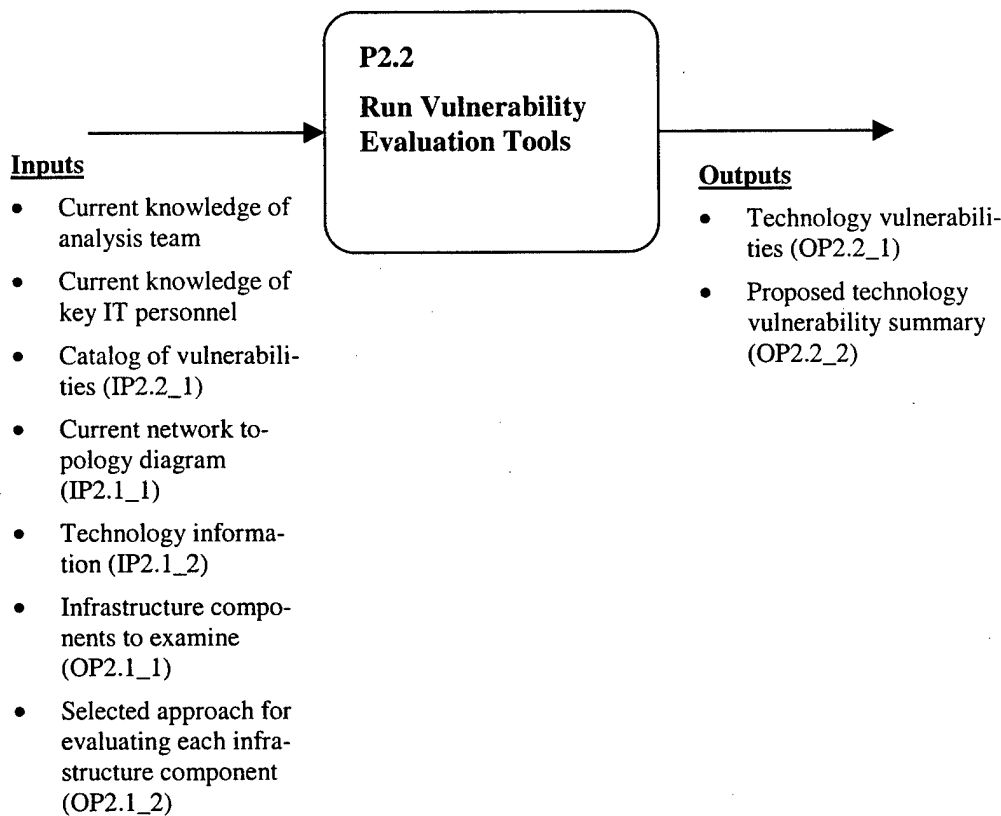 P2.2
Run Vulnerability
Evaluation Tools
Inputs
• Current knowledge of
analysis team
• Current knowledge of
key IT personnel
• Catalog of vulnerabili-
ties (IP2.2_1)
• Current network to-
pology diagram
(IP2.1_1)
• Technology informa-
tion (IP2.1_2)
• Infrastructure compo-
nents to examine
(OP2.1_1)
• Selected approach for
evaluating each infra-
structure component
(OP2.1_2)
Outputs
• Technology vulnerabili-
ties (OP2.2_1)
• Proposed technology
vulnerability summary
(OP2.2_2)